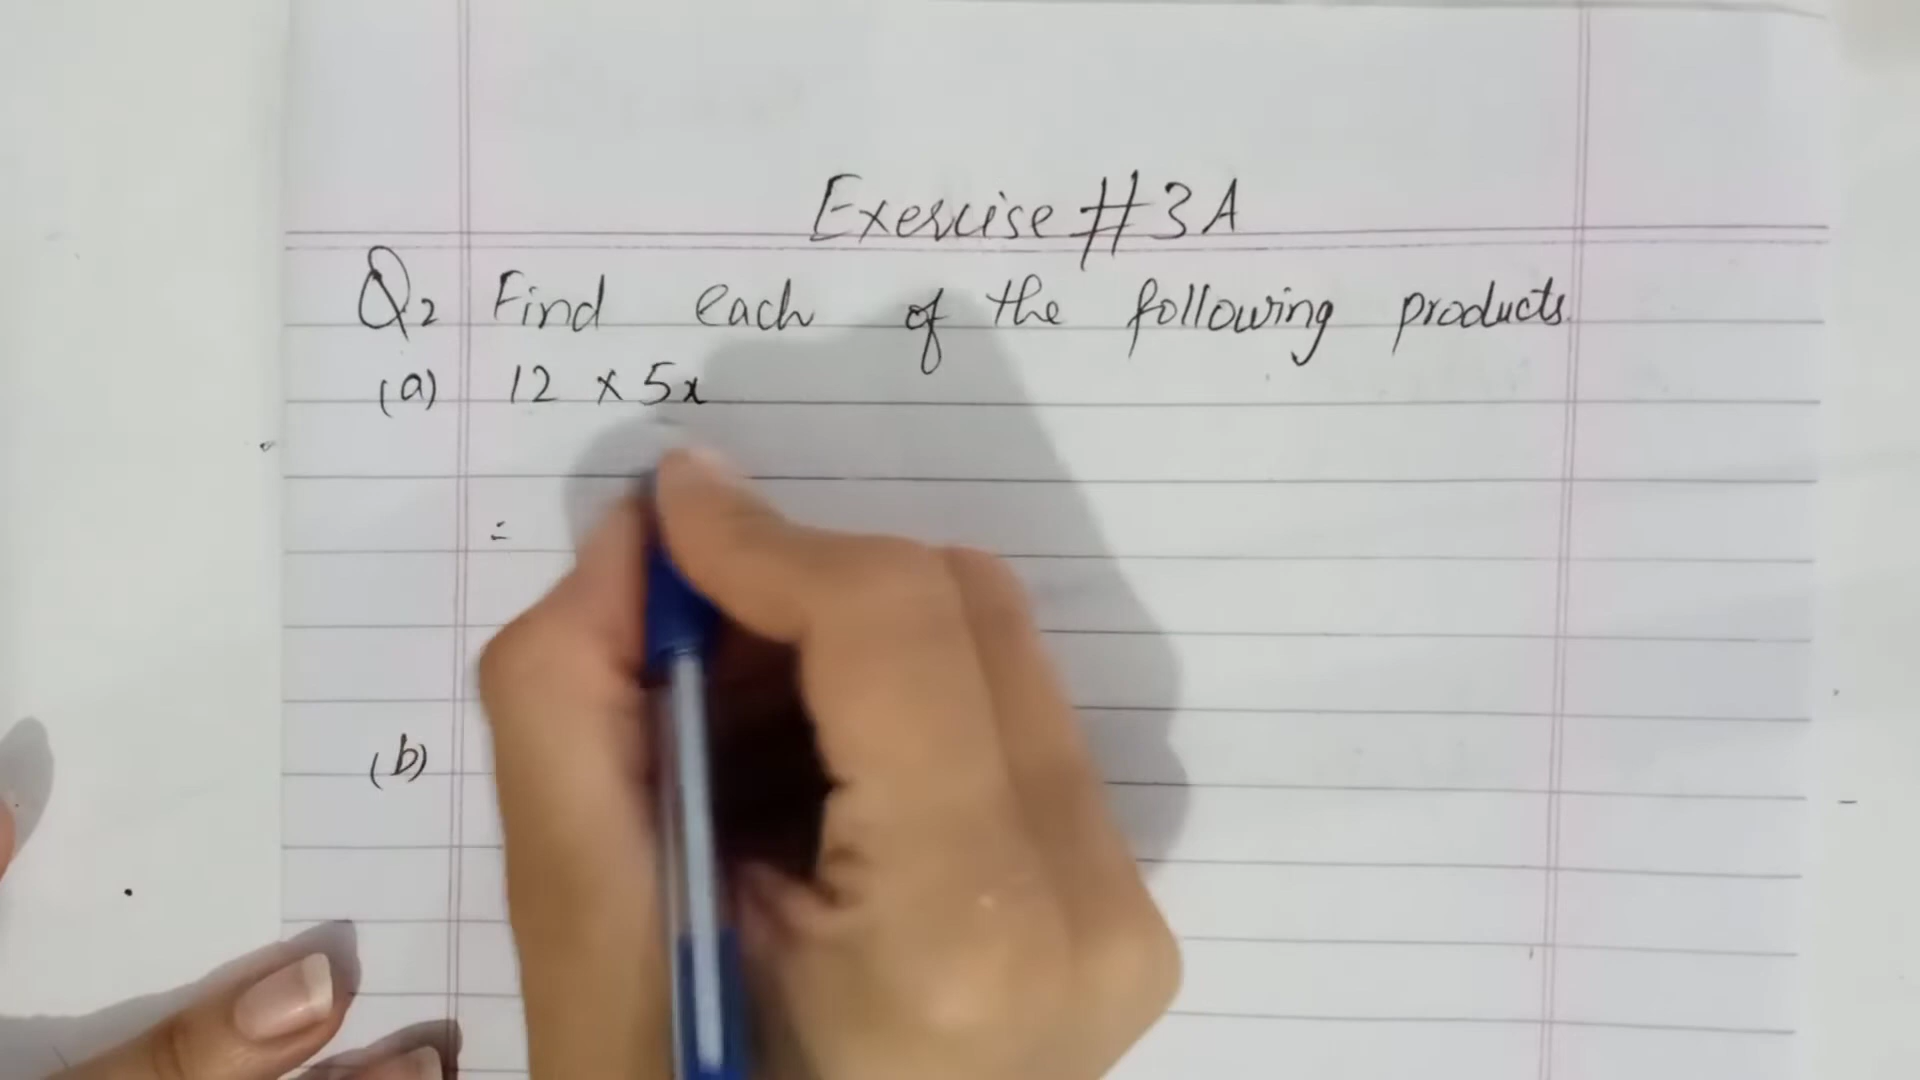 Exercise #3A
Q2 Find each of the following products.
(a) 12 × 5x
=
(b)